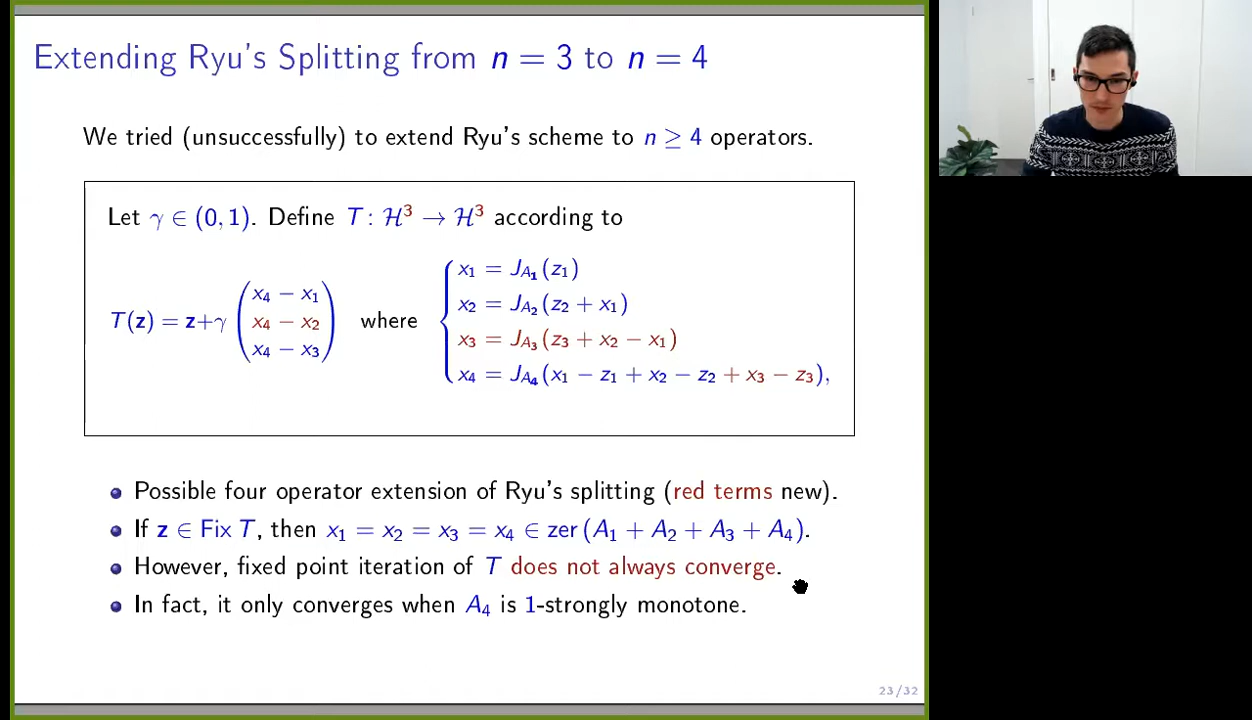 Extending Ryu's Splitting from n = 3 to n = 4
We tried (unsuccessfully) to extend Ryu's scheme to n ≥ 4 operators.
Let γ ∈ (0, 1). Define T : ℋ³ → ℋ³ according to
T(𝐳) = 𝐳+γ (x₄ − x₁
x₄ − x₂
x₄ − x₃) where { x₁ = J_{A₁}(z₁)
x₂ = J_{A₂}(z₂ + x₁)
x₃ = J_{A₃}(z₃ + x₂ − x₁)
x₄ = J_{A₄}(x₁ − z₁ + x₂ − z₂ + x₃ − z₃),
Possible four operator extension of Ryu's splitting (red terms new).
If 𝐳 ∈ Fix T, then x₁ = x₂ = x₃ = x₄ ∈ zer (A₁ + A₂ + A₃ + A₄).
However, fixed point iteration of T does not always converge.
In fact, it only converges when A₄ is 1-strongly monotone.
23/32